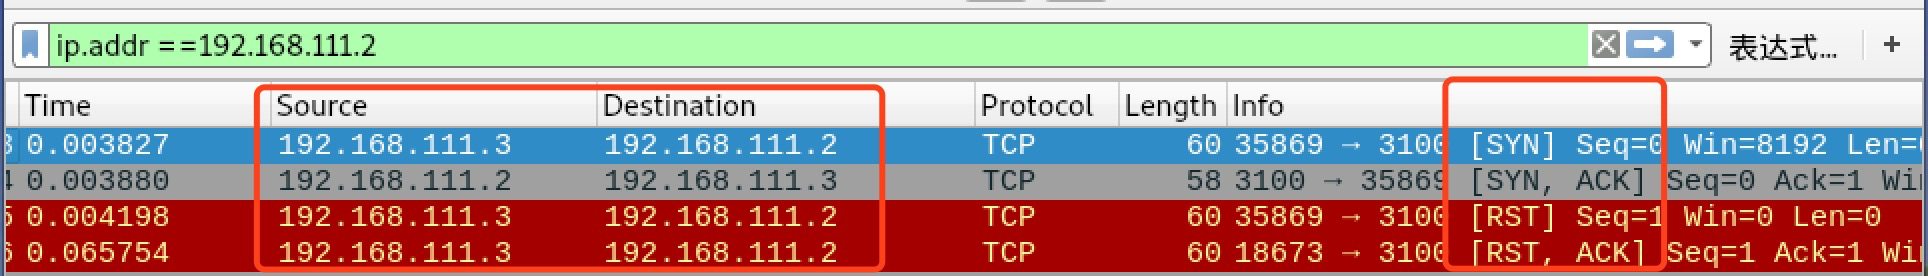 ip.addr ==192.168.111.2 表达式… +
Time Source Destination Protocol Length Info
0.003827 192.168.111.3 192.168.111.2 TCP 60 35869 → 3100 [SYN] Seq=0 Win=8192 Len=
0.003880 192.168.111.2 192.168.111.3 TCP 58 3100 → 35869 [SYN, ACK] Seq=0 Ack=1 Wi
0.004198 192.168.111.3 192.168.111.2 TCP 60 35869 → 3100 [RST] Seq=1 Win=0 Len=0
0.065754 192.168.111.3 192.168.111.2 TCP 60 18673 → 3100 [RST, ACK] Seq=1 Ack=1 Wi